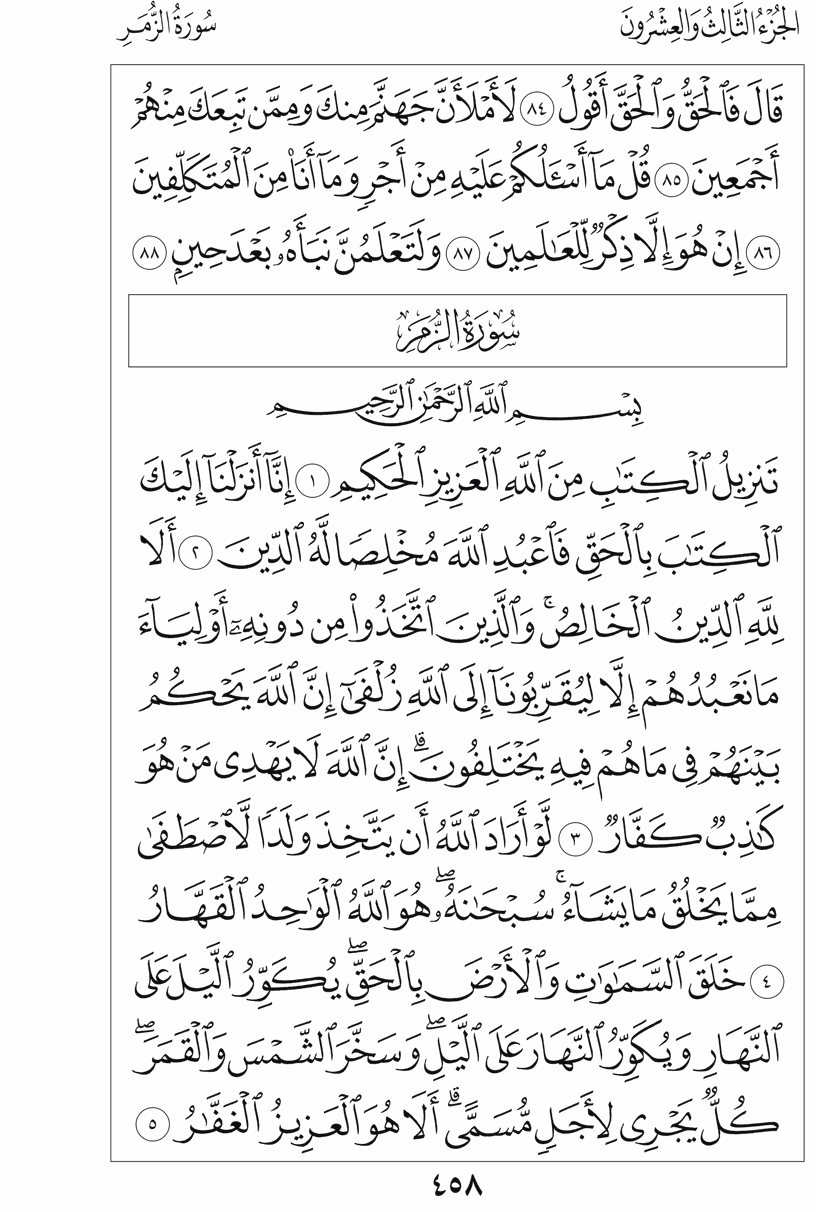 الجُزْءُ الثَّالِثُ وَالعِشْرُونَ
سُورَةُ الزُّمَرِ
قَالَ فَٱلْحَقُّ وَٱلْحَقَّ أَقُولُ ٨٤ لَأَمْلَأَنَّ جَهَنَّمَ مِنكَ وَمِمَّن تَبِعَكَ مِنْهُمْ
أَجْمَعِينَ ٨٥ قُلْ مَآ أَسْـَٔلُكُمْ عَلَيْهِ مِنْ أَجْرٍ وَمَآ أَنَا۠ مِنَ ٱلْمُتَكَلِّفِينَ
٨٦ إِنْ هُوَ إِلَّا ذِكْرٌ لِّلْعَـٰلَمِينَ ٨٧ وَلَتَعْلَمُنَّ نَبَأَهُۥ بَعْدَ حِينٍۭ ٨٨
سُورَةُ الزُّمَرِ
بِسْمِ ٱللَّهِ ٱلرَّحْمَـٰنِ ٱلرَّحِيمِ
تَنزِيلُ ٱلْكِتَـٰبِ مِنَ ٱللَّهِ ٱلْعَزِيزِ ٱلْحَكِيمِ ١ إِنَّآ أَنزَلْنَآ إِلَيْكَ
ٱلْكِتَـٰبَ بِٱلْحَقِّ فَٱعْبُدِ ٱللَّهَ مُخْلِصًا لَّهُ ٱلدِّينَ ٢ أَلَا
لِلَّهِ ٱلدِّينُ ٱلْخَالِصُ ۚ وَٱلَّذِينَ ٱتَّخَذُوا۟ مِن دُونِهِۦٓ أَوْلِيَآءَ
مَا نَعْبُدُهُمْ إِلَّا لِيُقَرِّبُونَآ إِلَى ٱللَّهِ زُلْفَىٰٓ إِنَّ ٱللَّهَ يَحْكُمُ
بَيْنَهُمْ فِى مَا هُمْ فِيهِ يَخْتَلِفُونَ ۗ إِنَّ ٱللَّهَ لَا يَهْدِى مَنْ هُوَ
كَـٰذِبٌ كَفَّارٌ ٣ لَّوْ أَرَادَ ٱللَّهُ أَن يَتَّخِذَ وَلَدًا لَّٱصْطَفَىٰ
مِمَّا يَخْلُقُ مَا يَشَآءُ ۚ سُبْحَـٰنَهُۥ ۖ هُوَ ٱللَّهُ ٱلْوَٰحِدُ ٱلْقَهَّارُ
٤ خَلَقَ ٱلسَّمَـٰوَٰتِ وَٱلْأَرْضَ بِٱلْحَقِّ ۖ يُكَوِّرُ ٱلَّيْلَ عَلَى
ٱلنَّهَارِ وَيُكَوِّرُ ٱلنَّهَارَ عَلَى ٱلَّيْلِ ۖ وَسَخَّرَ ٱلشَّمْسَ وَٱلْقَمَرَ ۖ
كُلٌّ يَجْرِى لِأَجَلٍ مُّسَمًّى ۗ أَلَا هُوَ ٱلْعَزِيزُ ٱلْغَفَّـٰرُ ٥
٤٥٨